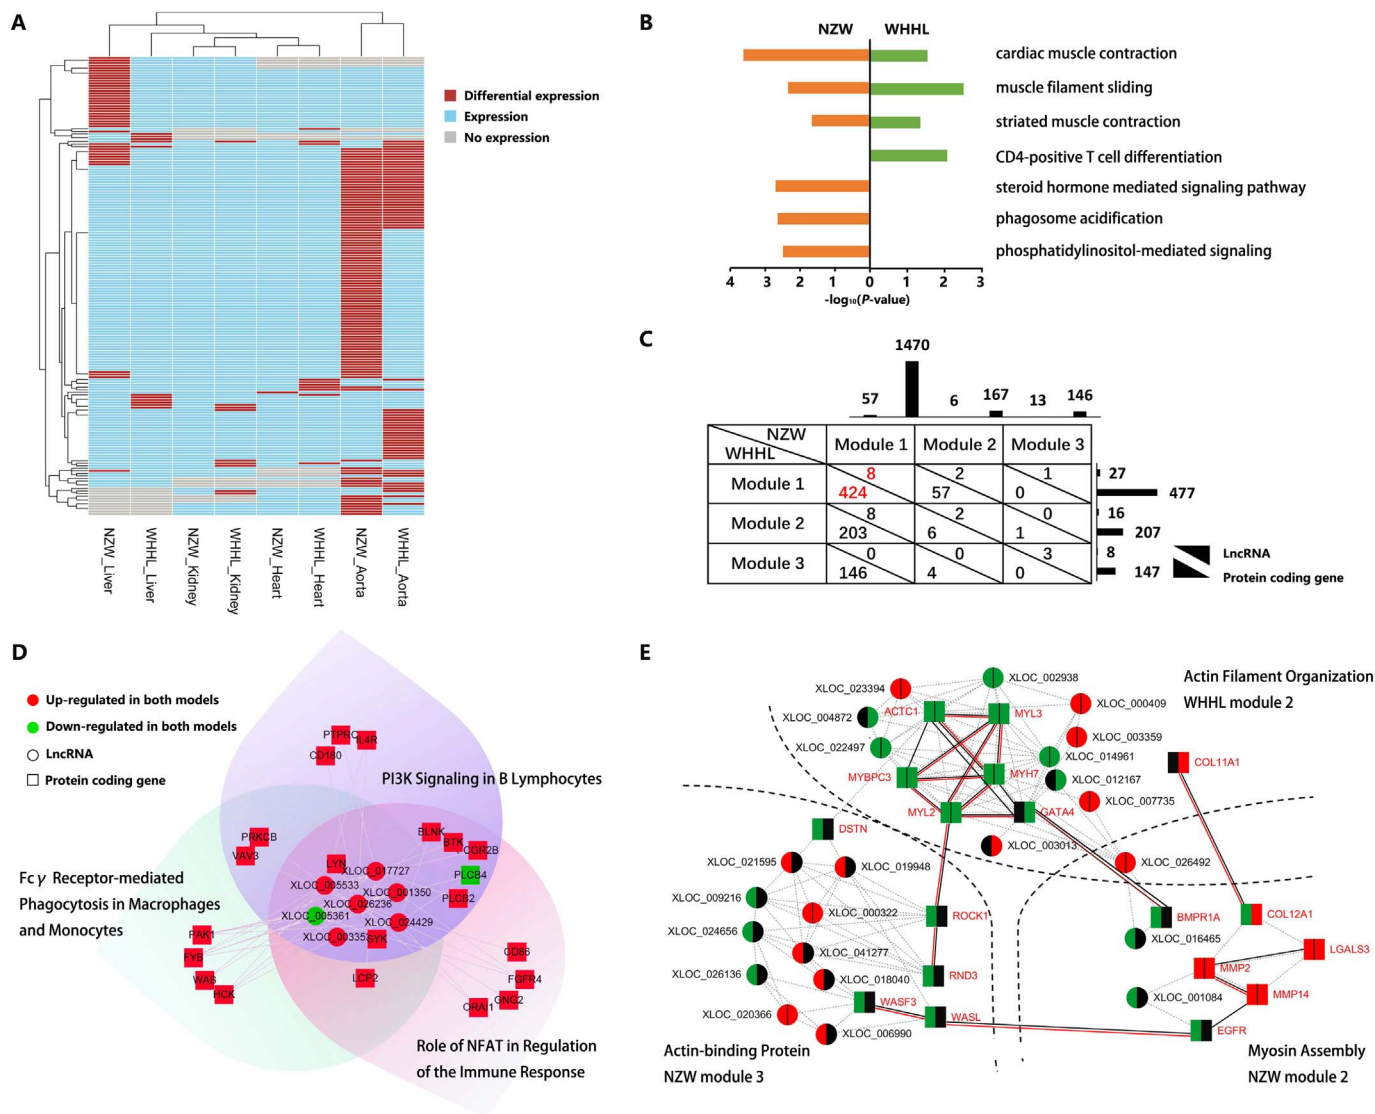 A
Differential expression
Expression
No expression
NZW_Liver
WHHL_Liver
NZW_Kidney
WHHL_Kidney
NZW_Heart
WHHL_Heart
NZW_Aorta
WHHL_Aorta
B
NZW WHHL
cardiac muscle contraction
muscle filament sliding
striated muscle contraction
CD4-positive T cell differentiation
steroid hormone mediated signaling pathway
phagosome acidification
phosphatidylinositol-mediated signaling
4 3 2 1 0 1 2 3
-log₁₀(P-value)
C
1470
57 6 167 13 146
NZW
WHHL
Module 1 Module 2 Module 3
Module 1
8 2 1
424 57 0
27
477
Module 2
8 2 0
203 6 1
16
207
Module 3
0 0 3
146 4 0
8
147
LncRNA
Protein coding gene
D
Up-regulated in both models
Down-regulated in both models
LncRNA
Protein coding gene
PTPRC
IL4R
CD180
PI3K Signaling in B Lymphocytes
PRKCB
VAV3
BLNK
BTK
FCGR2B
PLCB4
PLCB2
LYN
XLOC_017727
XLOC_005533
XLOC_001350
XLOC_026236
XLOC_005361
XLOC_024429
SYK
Fcγ Receptor-mediated
Phagocytosis in Macrophages
and Monocytes
PAK1
FYB
WAS
HCK
LCP2
CD86
FGFR4
GNG2
ORAI1
Role of NFAT in Regulation
of the Immune Response
E
Actin Filament Organization
WHHL module 2
XLOC_002938
XLOC_023394
ACTC1
MYL3
XLOC_000409
XLOC_004872
XLOC_003359
XLOC_022497
XLOC_014961
COL11A1
MYBPC3
MYH7
XLOC_012167
XLOC_007735
MYL2
GATA4
DSTN
XLOC_003013
XLOC_026492
XLOC_021595
XLOC_019948
XLOC_009216
XLOC_000322
ROCK1
BMPR1A
COL12A1
XLOC_024656
XLOC_016465
XLOC_041277
LGALS3
XLOC_026136
XLOC_018040
RND3
MMP2
MMP14
WASF3
XLOC_001084
XLOC_020366
WASL
XLOC_006990
EGFR
Actin-binding Protein
NZW module 3
Myosin Assembly
NZW module 2